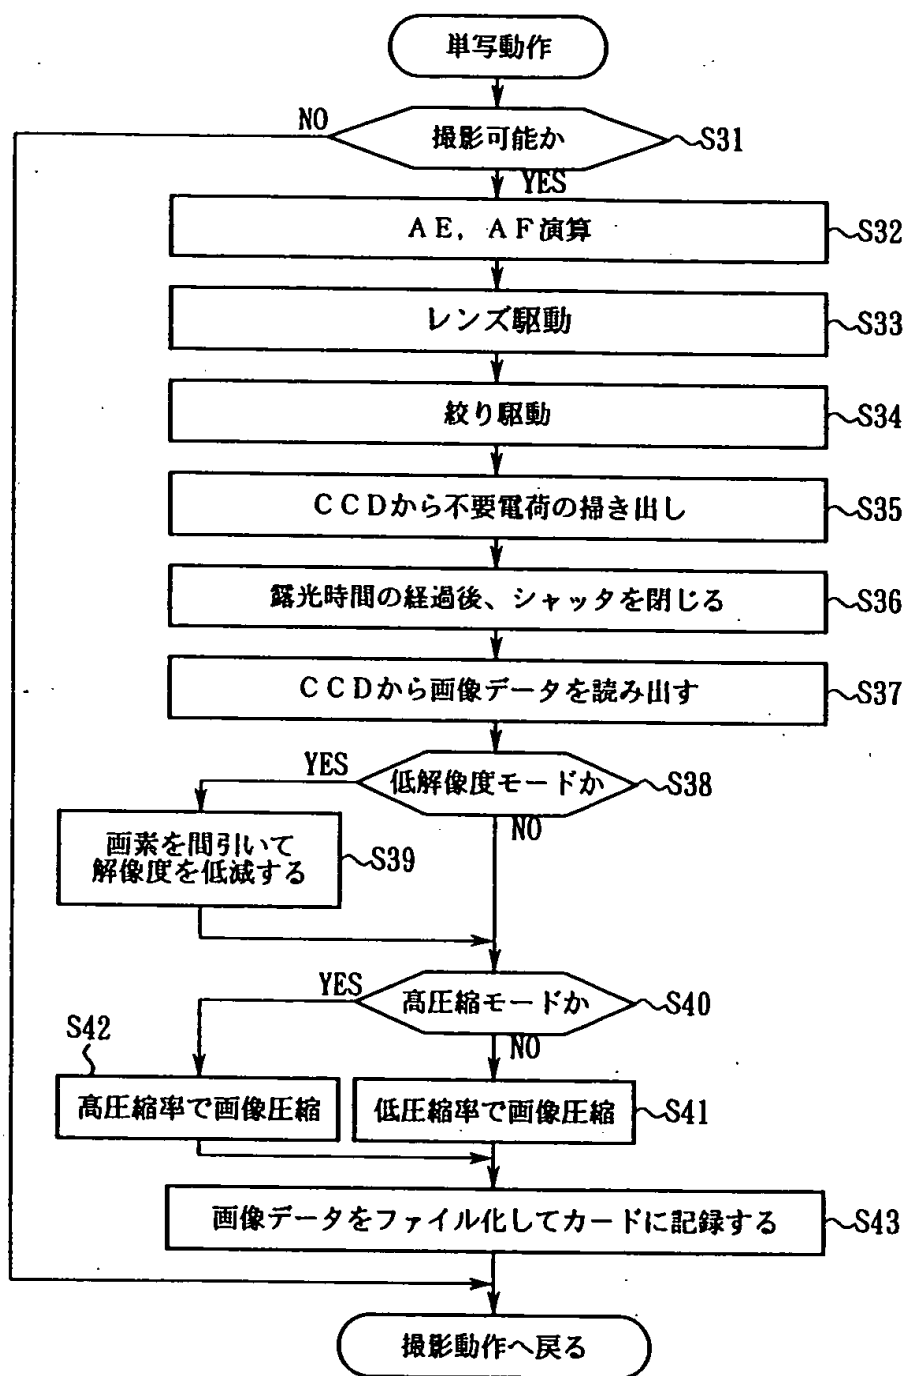 単写動作
NO
撮影可能か
S31
YES
AE，AF演算
S32
レンズ駆動
S33
絞り駆動
S34
CCDから不要電荷の掃き出し
S35
露光時間の経過後、シャッタを閉じる
S36
CCDから画像データを読み出す
S37
YES
低解像度モードか
S38
NO
画素を間引いて
解像度を低減する
S39
YES
高圧縮モードか
S40
NO
S42
高圧縮率で画像圧縮
低圧縮率で画像圧縮
S41
画像データをファイル化してカードに記録する
S43
撮影動作へ戻る